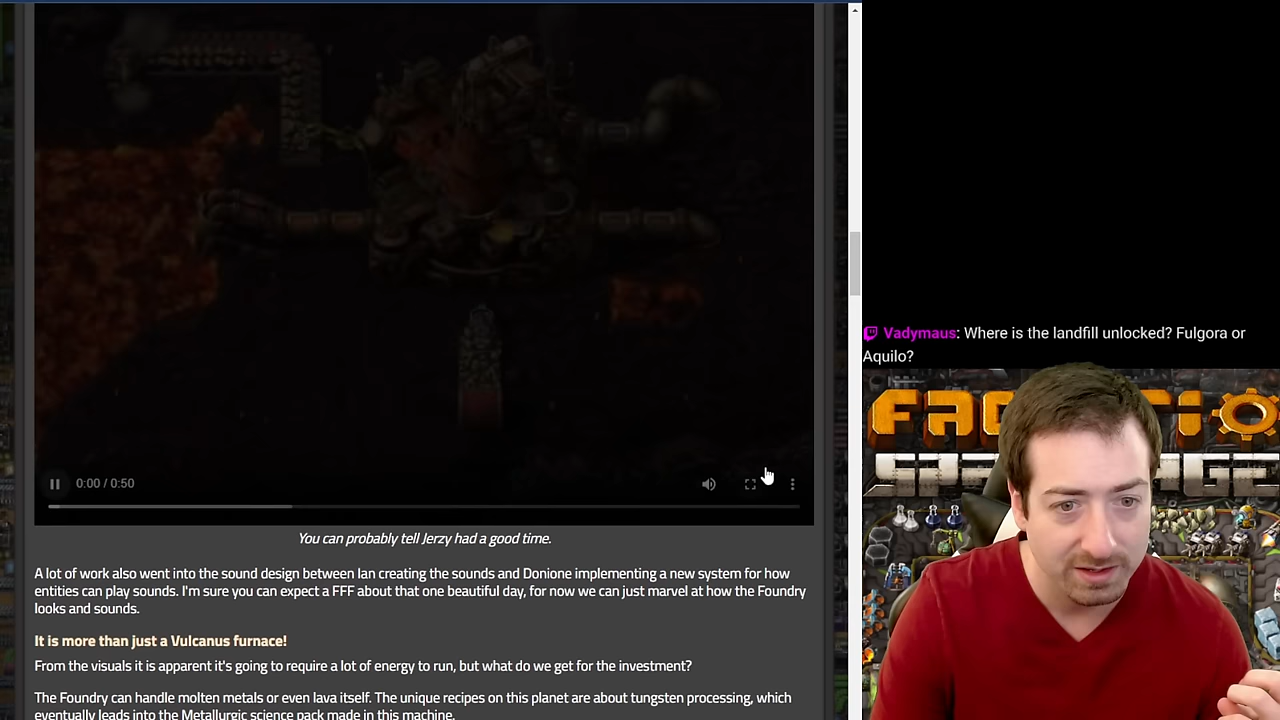 0:00 / 0:50
You can probably tell Jerzy had a good time.
A lot of work also went into the sound design between Ian creating the sounds and Donione implementing a new system for how
entities can play sounds. I'm sure you can expect a FFF about that one beautiful day, for now we can just marvel at how the Foundry
looks and sounds.
It is more than just a Vulcanus furnace!
From the visuals it is apparent it's going to require a lot of energy to run, but what do we get for the investment?
The Foundry can handle molten metals or even lava itself. The unique recipes on this planet are about tungsten processing, which
eventually leads into the Metallurgic science pack made in this machine.
Vadymaus: Where is the landfill unlocked? Fulgora or
Aquilo?